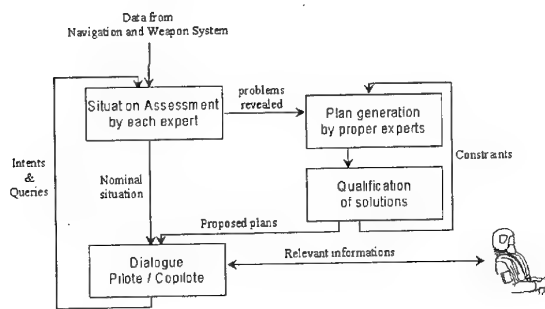 Data from
Navigation and Weapon System
Situation Assessment
by each expert
problems
revealed
Plan generation
by proper experts
Intents
&
Queries
Nominal
situation
Constraints
Qualification
of solutions
Proposed plans
Relevant informations
Dialogue
Pilote / Copilote